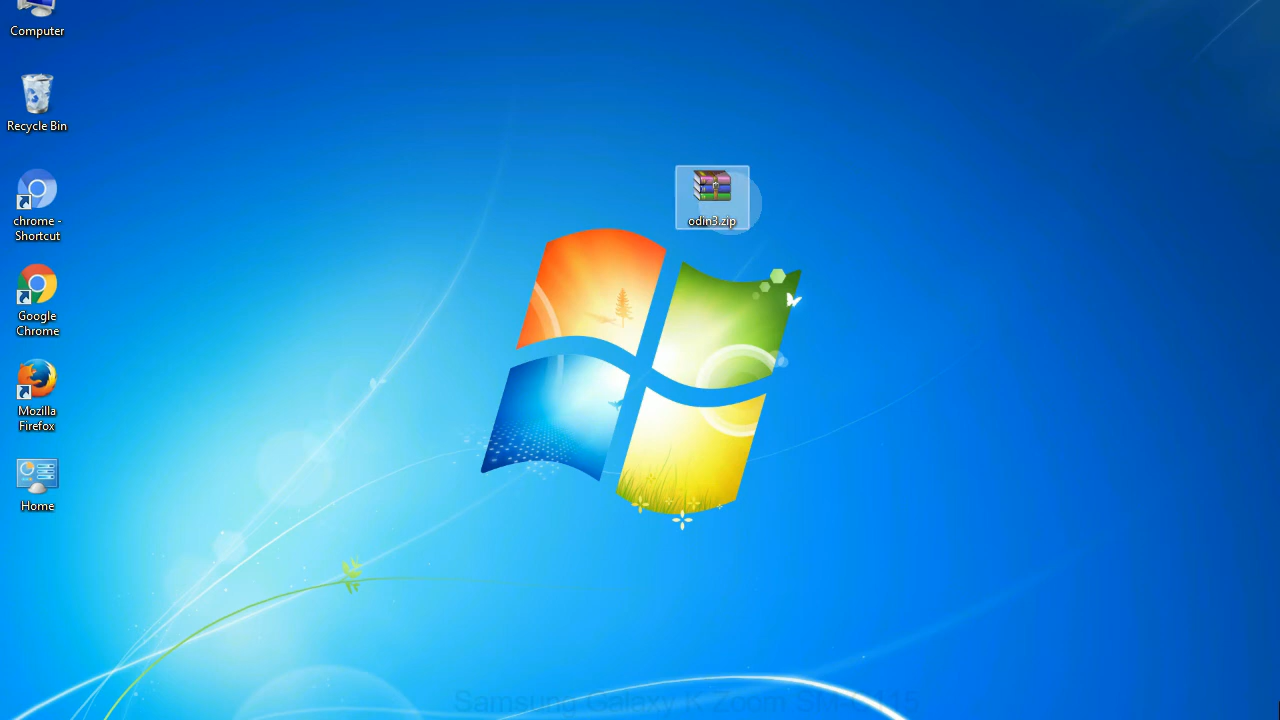 Computer
Recycle Bin
chrome -
Shortcut
Google
Chrome
Mozilla
Firefox
Home
odin3.zip
Samsung Galaxy K Zoom